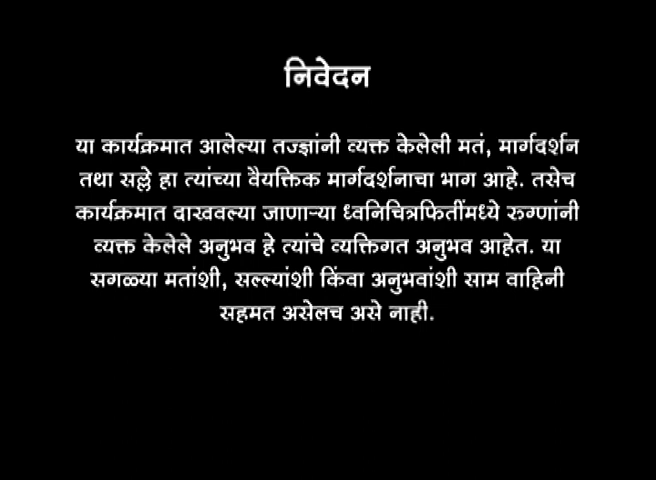 निवेदन
या कार्यक्रमात आलेल्या तज्ज्ञांनी व्यक्त केलेली मतं, मार्गदर्शन
तथा सल्ले हा त्यांच्या वैयक्तिक मार्गदर्शनाचा भाग आहे. तसेच
कार्यक्रमात दाखवल्या जाणाऱ्या ध्वनिचित्रफितींमध्ये रुग्णांनी
व्यक्त केलेले अनुभव हे त्यांचे व्यक्तिगत अनुभव आहेत. या
सगळ्या मतांशी, सल्ल्यांशी किंवा अनुभवांशी साम वाहिनी
सहमत असेलच असे नाही.